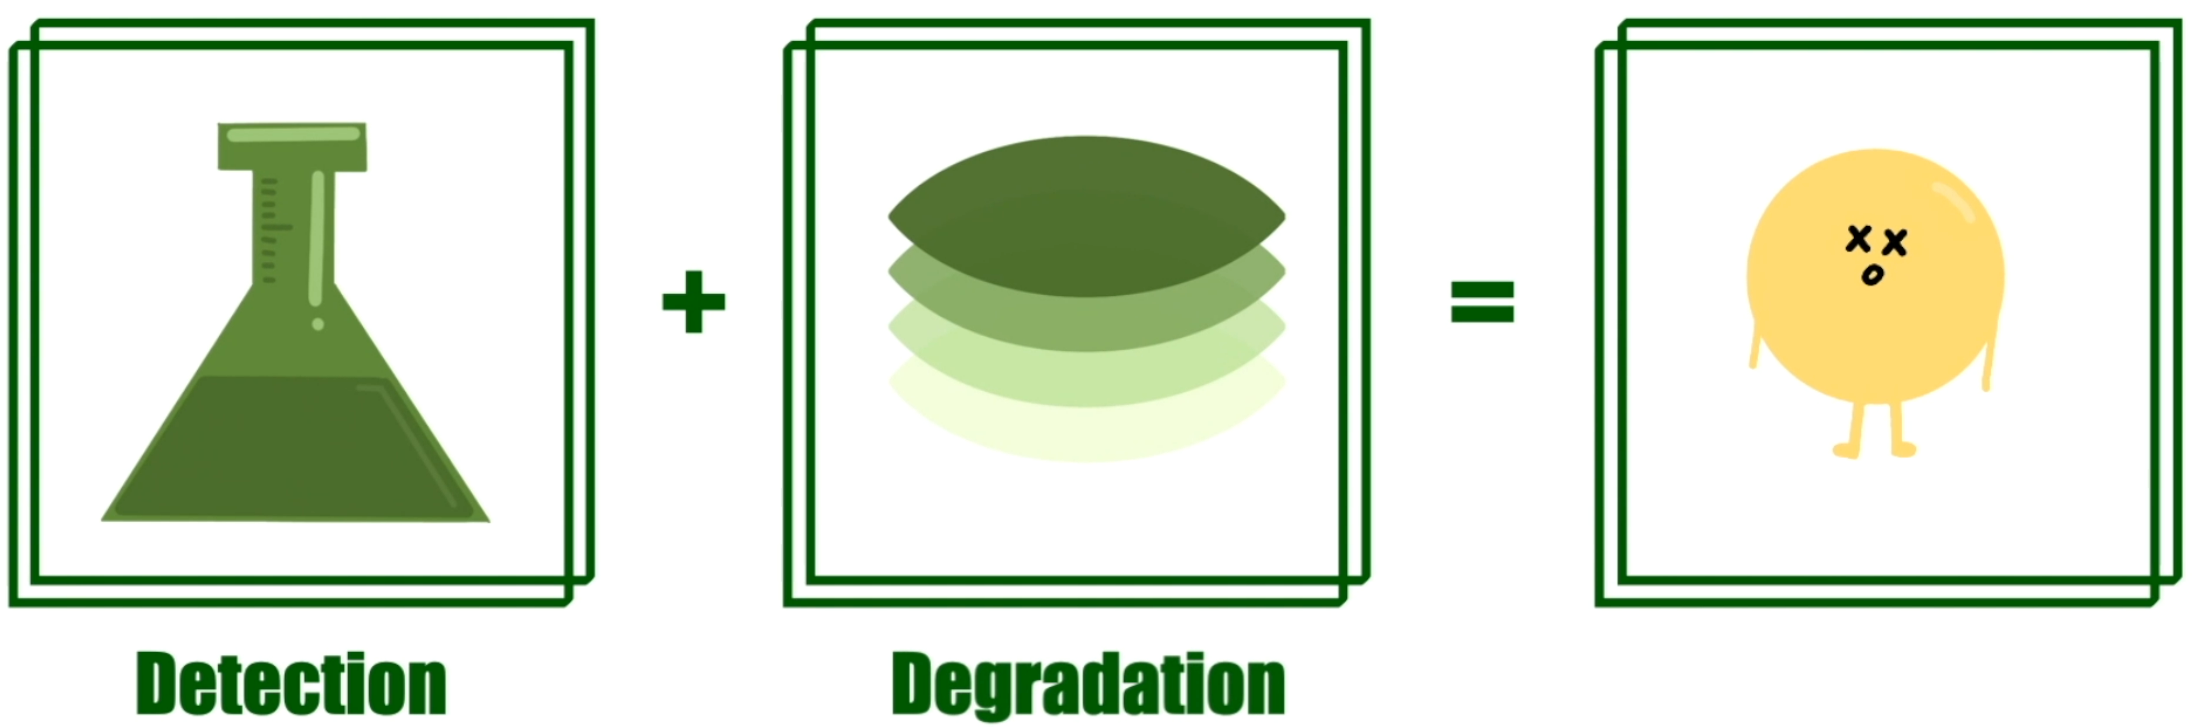 + =
Detection Degradation